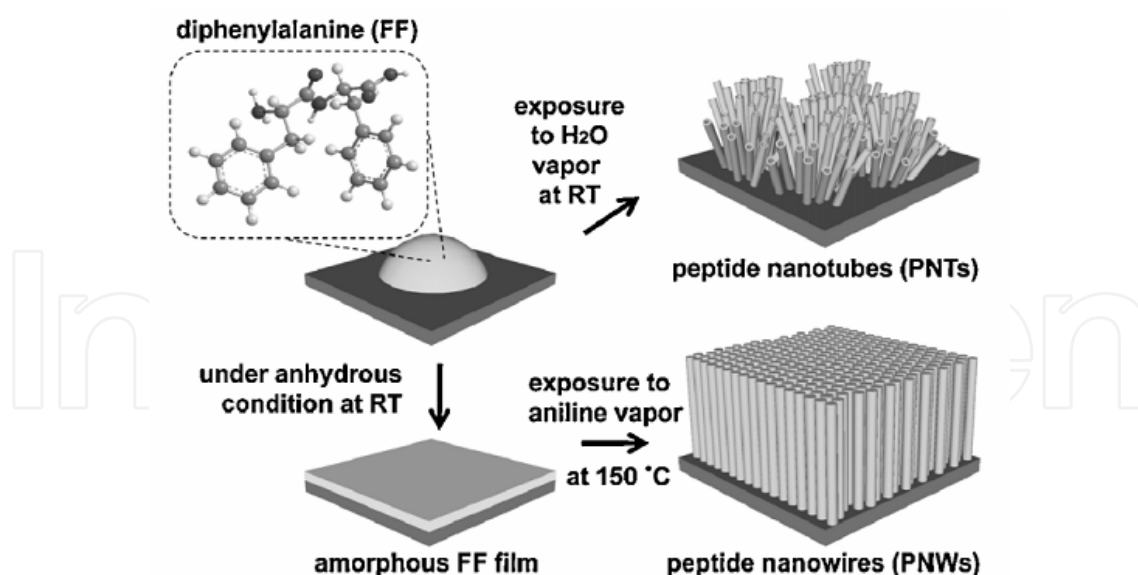 diphenylalanine (FF)
exposure
to H₂O
vapor
at RT
peptide nanotubes (PNTs)
under anhydrous
condition at RT
exposure to
aniline vapor
at 150 °C
amorphous FF film
peptide nanowires (PNWs)